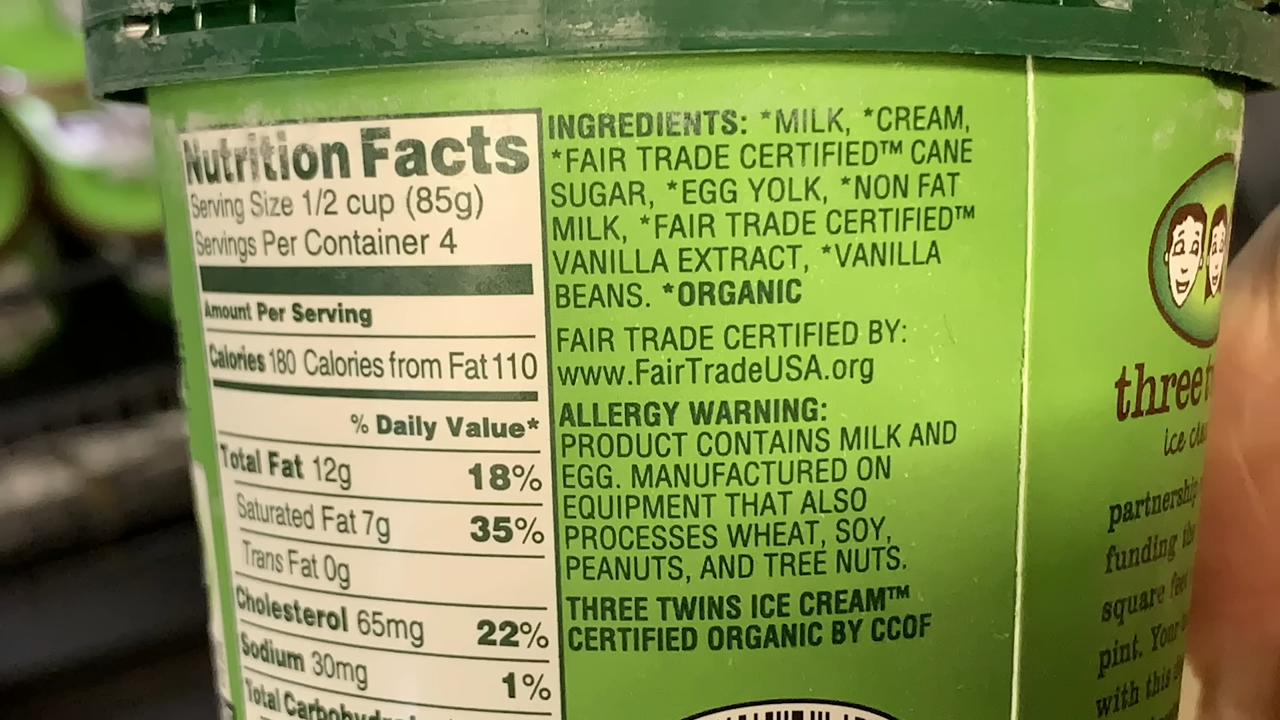 Nutrition Facts
Serving Size 1/2 cup (85g)
Servings Per Container 4
Amount Per Serving
Calories 180 Calories from Fat 110
% Daily Value*
Total Fat 12g 18%
Saturated Fat 7g 35%
Trans Fat 0g
Cholesterol 65mg 22%
Sodium 30mg 1%
Total
INGREDIENTS: *MILK, *CREAM,
*FAIR TRADE CERTIFIED™ CANE
SUGAR, *EGG YOLK, *NON FAT
MILK, *FAIR TRADE CERTIFIED™
VANILLA EXTRACT, *VANILLA
BEANS. *ORGANIC
FAIR TRADE CERTIFIED BY:
www.FairTradeUSA.org
ALLERGY WARNING:
PRODUCT CONTAINS MILK AND
EGG. MANUFACTURED ON
EQUIPMENT THAT ALSO
PROCESSES WHEAT, SOY,
PEANUTS, AND TREE NUTS.
THREE TWINS ICE CREAM™
CERTIFIED ORGANIC BY CCOF
three
ice
partnership
funding
square
pint.
with this